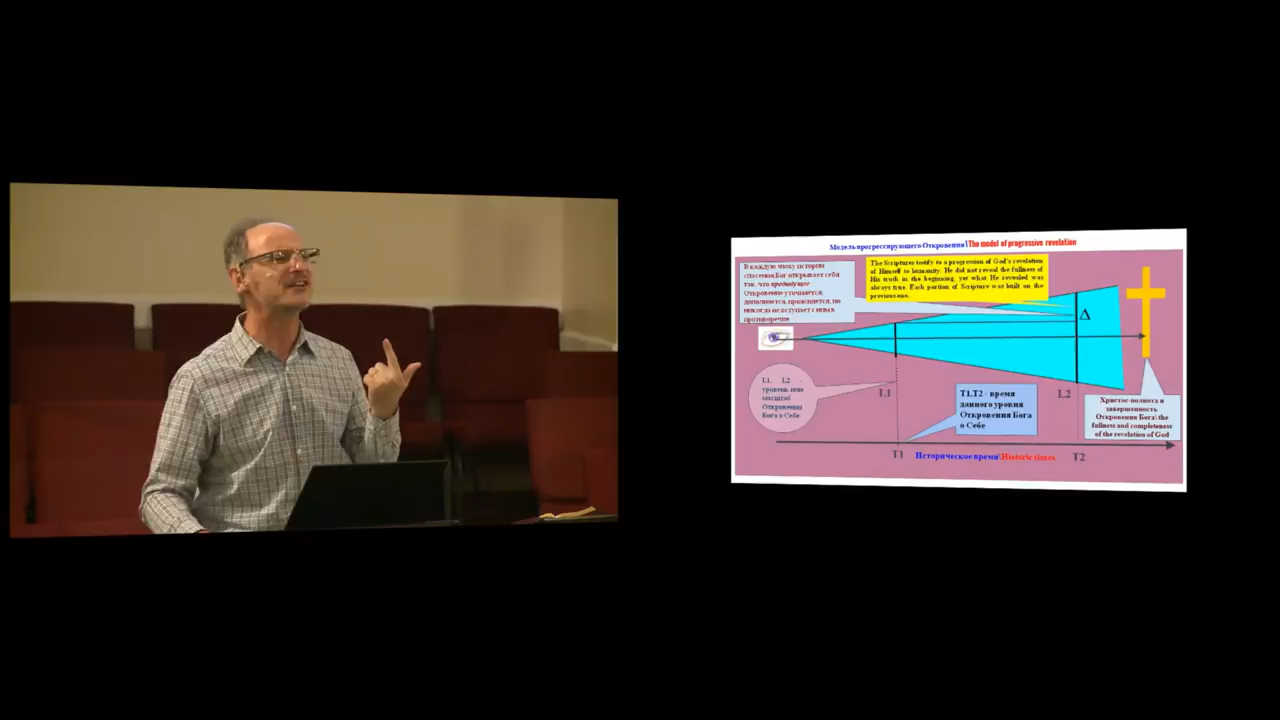 Модель прогрессирующего Откровения\The model of progressive revelation
В каждую эпоху истории
спасения Бог открывает себя
так, что предыдущее
Откровение уточняется,
дополняется, проясняется, но
никогда не вступает с ним в
противоречие
The Scriptures testify to a progression of God's revelation
of Himself to humanity. He did not reveal the fullness of
His truth in the beginning, yet what He revealed was
always true. Each portion of Scripture was built on the
previous one.
Δ
L1, L2 -
уровень или
масштаб
Откровения
Бога о Себе
L1
T1,T2 - время
данного уровня
Откровения Бога
о Себе
L2
Христос-полнота и
завершенность
Откровения Бога\the
fullness and completeness
of the revelation of God
T1
Историческое время\Historic times
T2